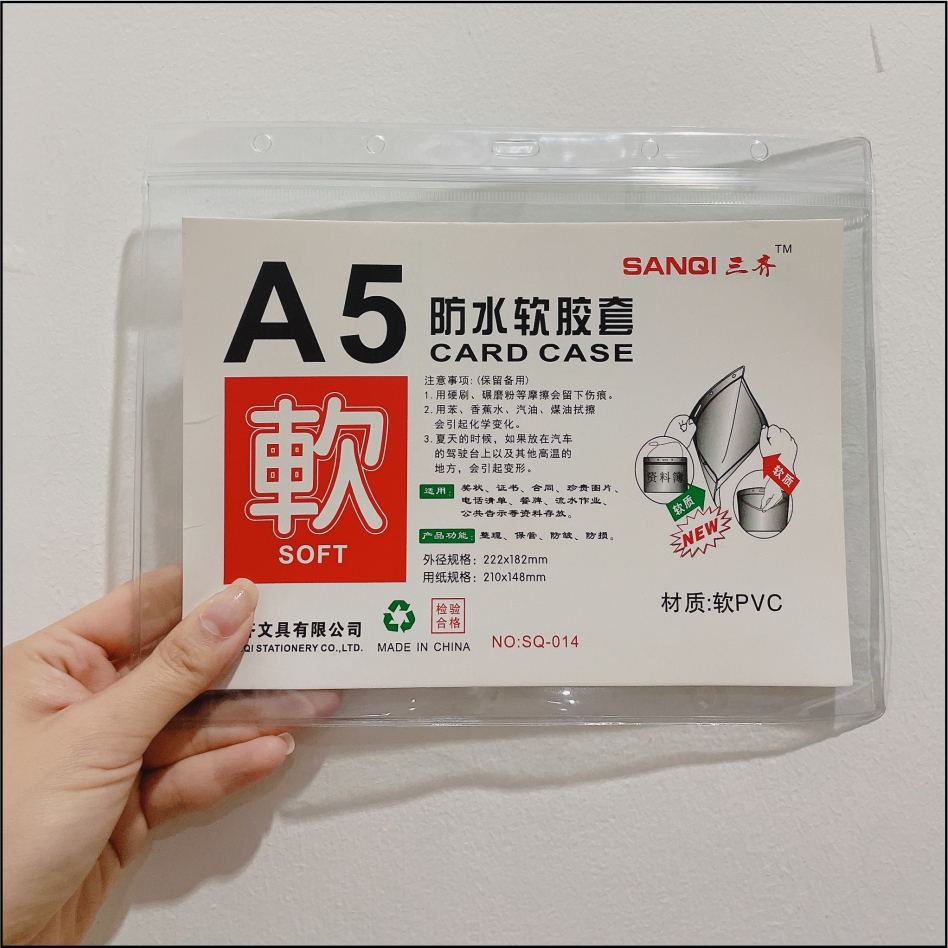 SANQI 三齐 TM
A5
防水软胶套
CARD CASE
軟
SOFT
注意事项:(保留备用)
1.用硬刷、碾磨粉等摩擦会留下伤痕。
2.用苯、香蕉水、汽油、煤油拭擦
会引起化学变化。
3.夏天的时候，如果放在汽车
的驾驶台上以及其他高温的
地方，会引起变形。
适用: 奖状、证书、合同、珍贵图片、
电话清单、餐牌、流水作业、
公共告示等资料存放。
产品功能: 整理、保管、防皱、防损。
外径规格: 222x182mm
用纸规格: 210x148mm
资料簿
软质
软质
NEW
材质:软PVC
齐文具有限公司
QI STATIONERY CO.,LTD.
MADE IN CHINA
检验
合格
NO:SQ-014